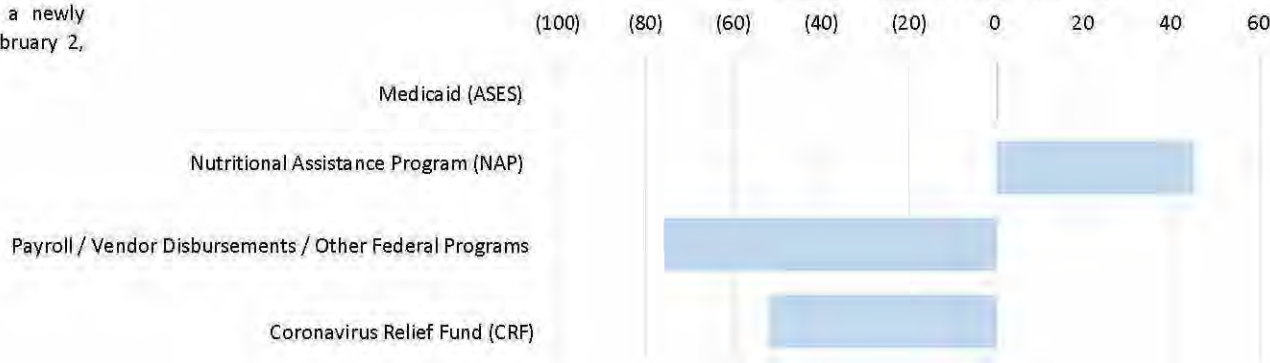 a newly
bruary 2,
(100) (80) (60) (40) (20) 0 20 40 60
Medicaid (ASES)
Nutritional Assistance Program (NAP)
Payroll / Vendor Disbursements / Other Federal Programs
Coronavirus Relief Fund (CRF)